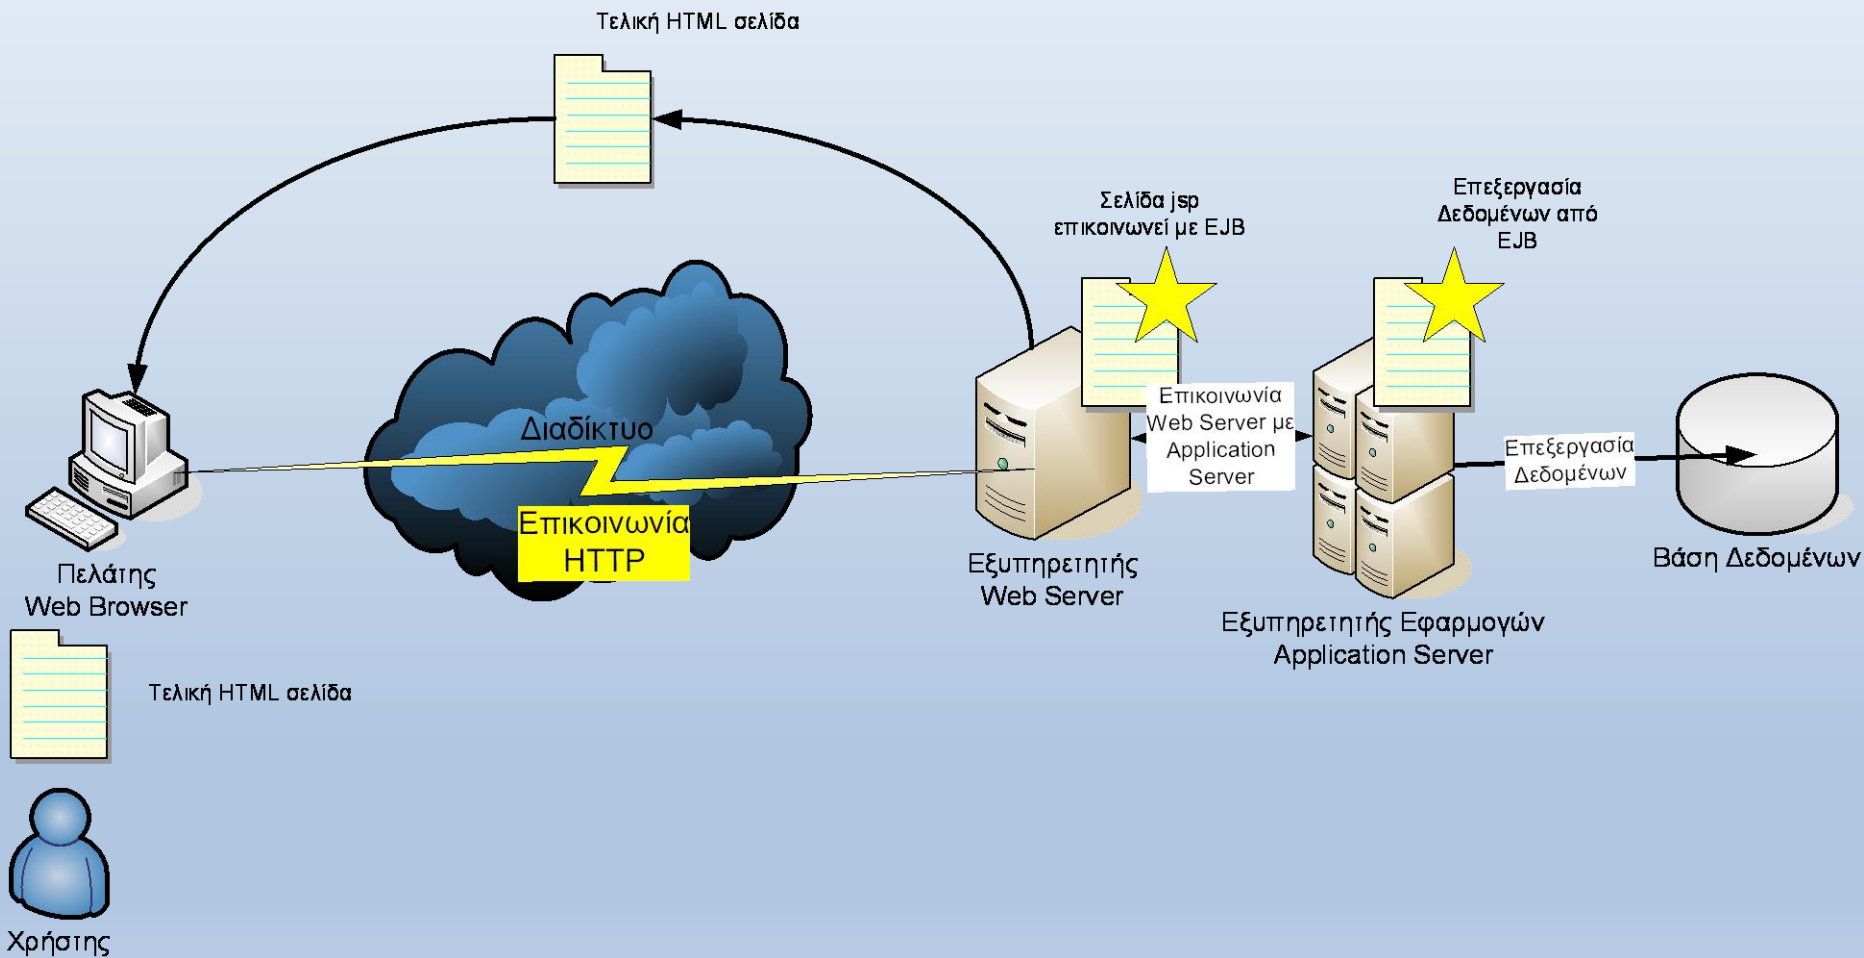 Τελική HTML σελίδα
Σελίδα jsp
επικοινωνεί με EJB
Επεξεργασία
Δεδομένων από
EJB
Διαδίκτυο
Επικοινωνία
HTTP
Επικοινωνία
Web Server με
Application
Server
Επεξεργασία
Δεδομένων
Πελάτης
Web Browser
Εξυπηρετητής
Web Server
Εξυπηρετητής Εφαρμογών
Application Server
Βάση Δεδομένων
Τελική HTML σελίδα
Χρήστης